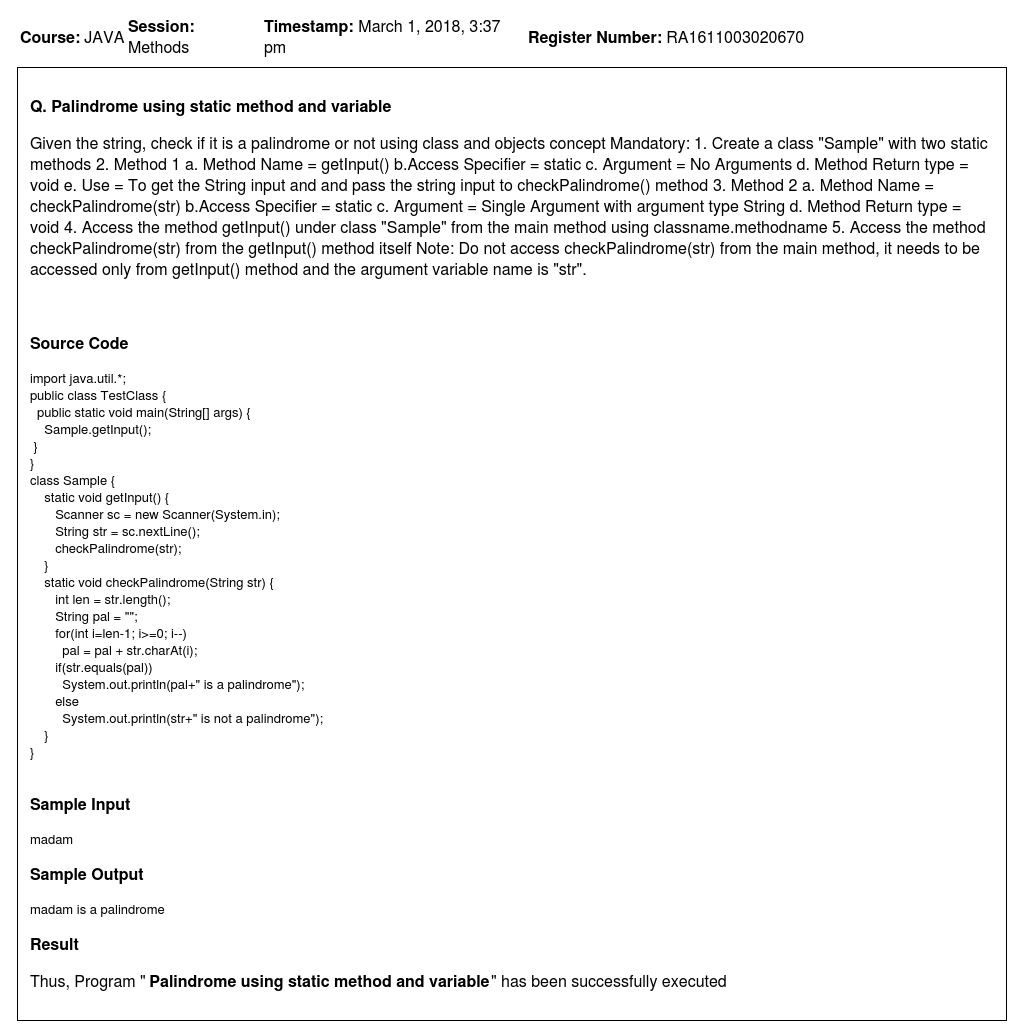 Course: JAVA Session: Methods Timestamp: March 1, 2018, 3:37 pm Register Number: RA1611003020670
Q. Palindrome using static method and variable
Given the string, check if it is a palindrome or not using class and objects concept Mandatory: 1. Create a class "Sample" with two static
methods 2. Method 1 a. Method Name = getInput() b.Access Specifier = static c. Argument = No Arguments d. Method Return type =
void e. Use = To get the String input and and pass the string input to checkPalindrome() method 3. Method 2 a. Method Name =
checkPalindrome(str) b.Access Specifier = static c. Argument = Single Argument with argument type String d. Method Return type =
void 4. Access the method getInput() under class "Sample" from the main method using classname.methodname 5. Access the method
checkPalindrome(str) from the getInput() method itself Note: Do not access checkPalindrome(str) from the main method, it needs to be
accessed only from getInput() method and the argument variable name is "str".
Source Code
import java.util.*;
public class TestClass {
  public static void main(String[] args) {
    Sample.getInput();
 }
}
class Sample {
    static void getInput() {
       Scanner sc = new Scanner(System.in);
       String str = sc.nextLine();
       checkPalindrome(str);
    }
    static void checkPalindrome(String str) {
       int len = str.length();
       String pal = "";
       for(int i=len-1; i>=0; i--)
         pal = pal + str.charAt(i);
       if(str.equals(pal))
         System.out.println(pal+" is a palindrome");
       else
         System.out.println(str+" is not a palindrome");
    }
}
Sample Input
madam
Sample Output
madam is a palindrome
Result
Thus, Program " Palindrome using static method and variable" has been successfully executed